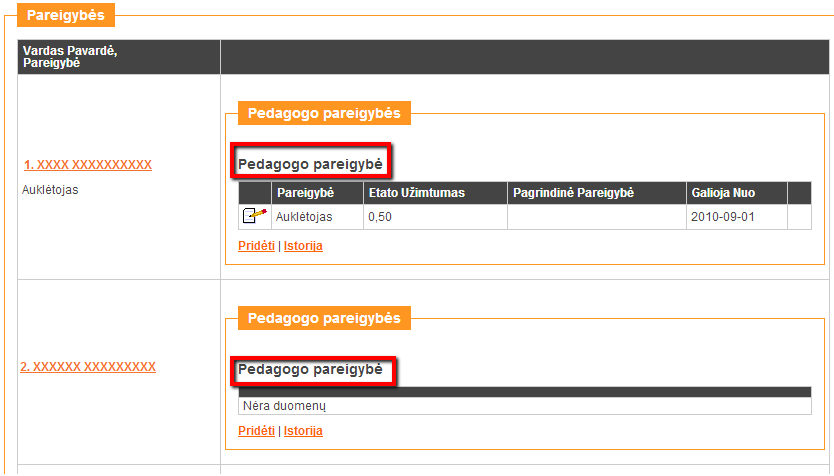 Pareigybės
Vardas Pavardė,
Pareigybė
Pedagogo pareigybės
1. XXXX XXXXXXXXXX
Auklėtojas
Pedagogo pareigybė
Pareigybė Etato Užimtumas Pagrindinė Pareigybė Galioja Nuo
Auklėtojas 0,50 2010-09-01
Pridėti | Istorija
Pedagogo pareigybės
2. XXXXXX XXXXXXXXX
Pedagogo pareigybė
Nėra duomenų
Pridėti | Istorija